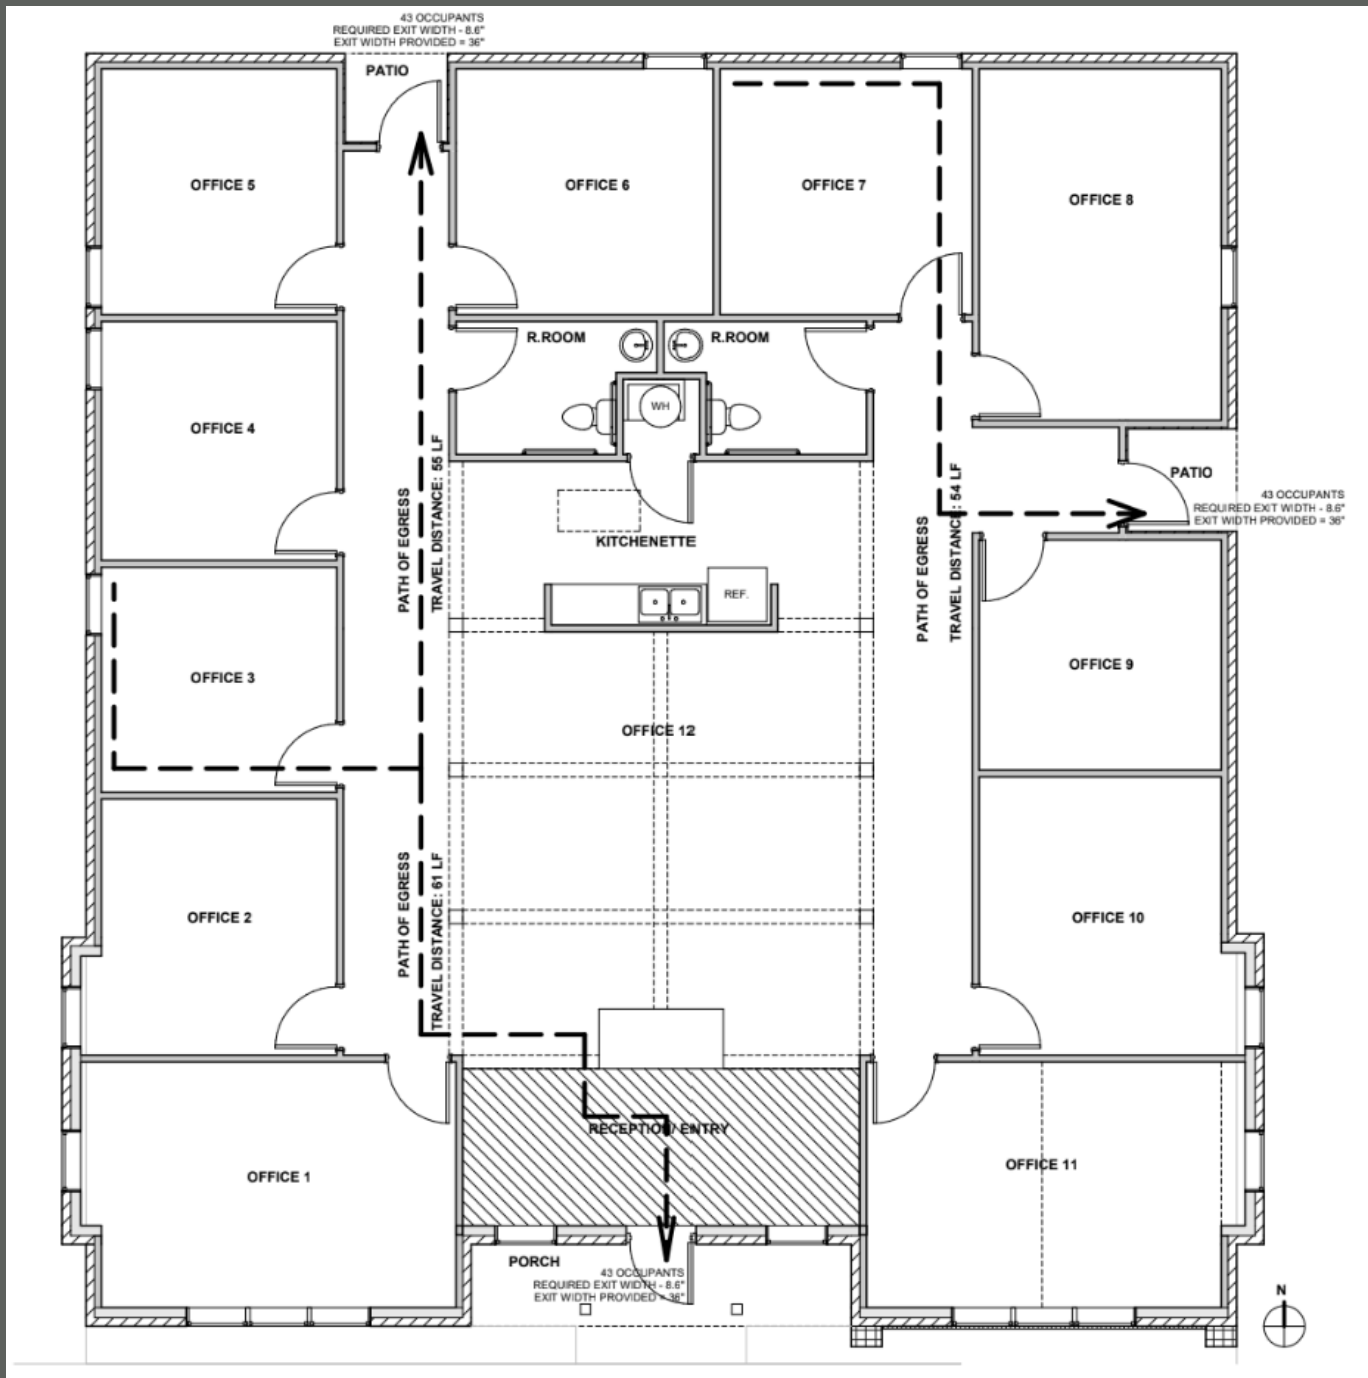 43 OCCUPANTS
REQUIRED EXIT WIDTH - 8.6"
EXIT WIDTH PROVIDED = 36"
PATIO
OFFICE 5
OFFICE 6
OFFICE 7
OFFICE 8
R.ROOM
R.ROOM
WH
OFFICE 4
PATH OF EGRESS
TRAVEL DISTANCE: 55 LF
KITCHENETTE
REF.
PATH OF EGRESS
TRAVEL DISTANCE: 54 LF
PATIO
43 OCCUPANTS
REQUIRED EXIT WIDTH - 8.6"
EXIT WIDTH PROVIDED = 36"
OFFICE 3
OFFICE 9
OFFICE 12
OFFICE 2
PATH OF EGRESS
TRAVEL DISTANCE: 61 LF
OFFICE 10
RECEPTION/ ENTRY
OFFICE 1
OFFICE 11
PORCH
43 OCCUPANTS
REQUIRED EXIT WIDTH - 8.6"
EXIT WIDTH PROVIDED = 36"
N